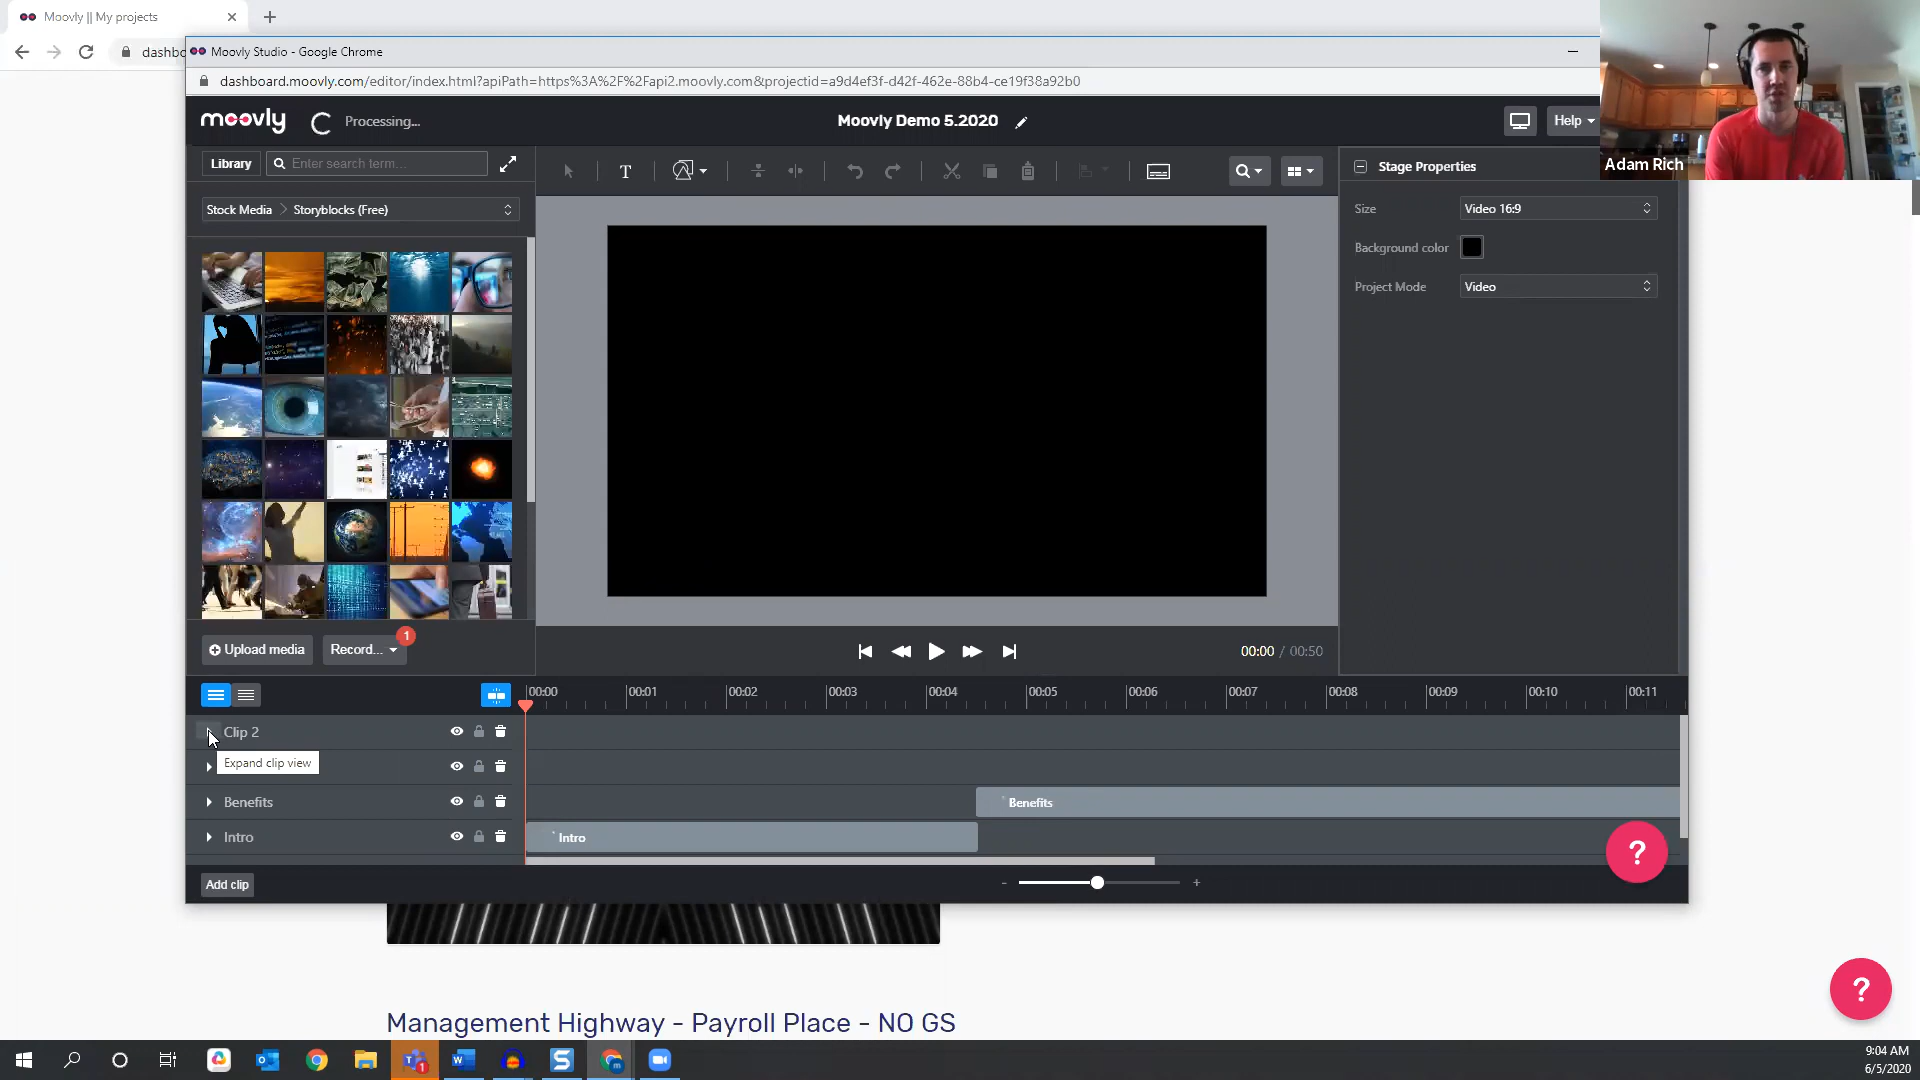 Moovly || My projects
dashbo
Moovly Studio - Google Chrome
dashboard.moovly.com/editor/index.html?apiPath=https%3A%2F%2Fapi2.moovly.com&projectid=a9d4ef3f-d42f-462e-88b4-ce19f38a92b0
moovly
Processing...
Moovly Demo 5.2020
Help
Adam Rich
Library
Enter search term...
T
Stage Properties
Stock Media
Storyblocks (Free)
Size
Video 16:9
Background color
Project Mode
Video
Upload media
Record...
1
00:00 / 00:50
00:00
00:01
00:02
00:03
00:04
00:05
00:06
00:07
00:08
00:09
00:10
00:11
Clip 2
Expand clip view
Benefits
Benefits
Intro
Intro
?
Add clip
-
+
?
Management Highway - Payroll Place - NO GS
9:04 AM
6/5/2020